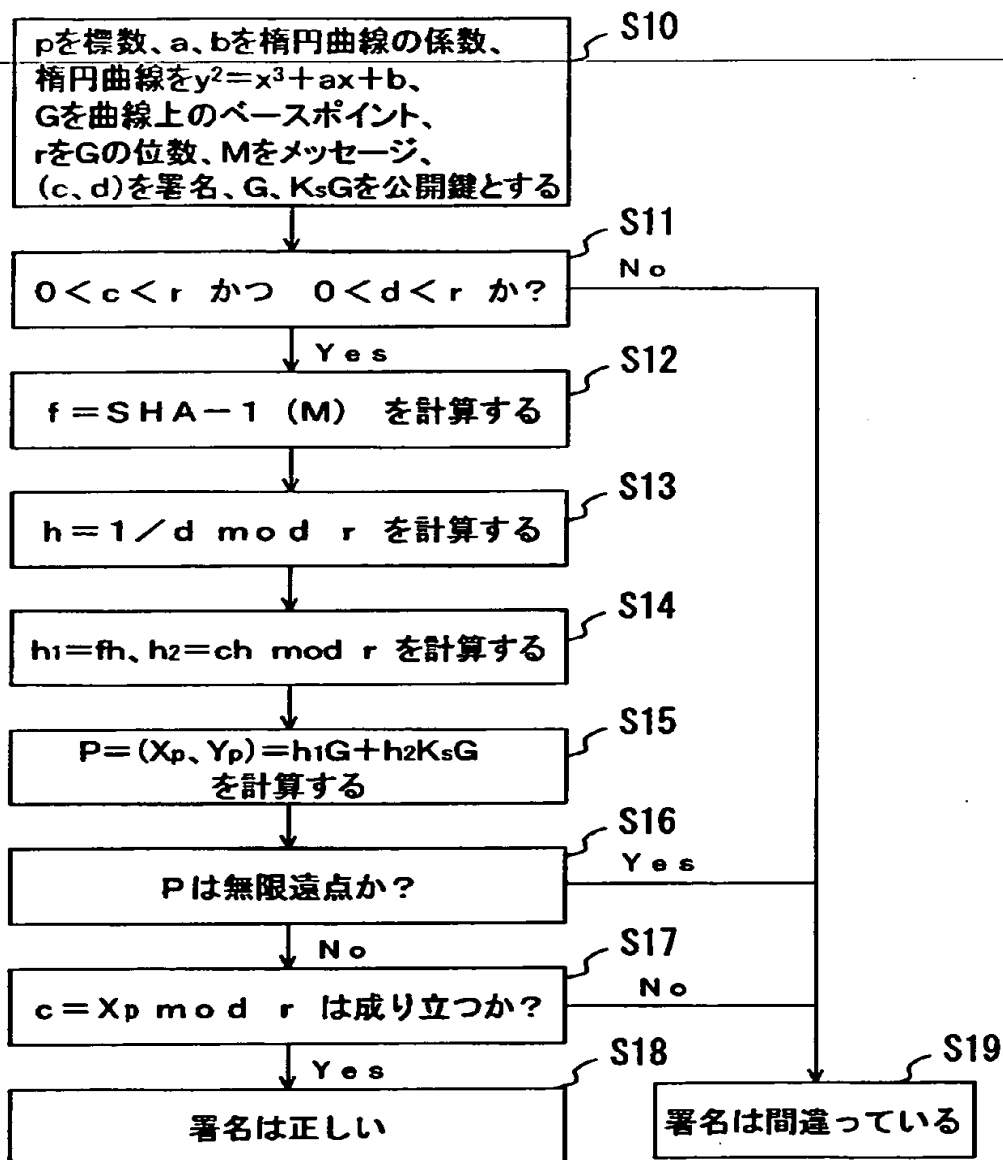 S10
pを標数、a、bを楕円曲線の係数、
楕円曲線をy²=x³+ax+b、
Gを曲線上のベースポイント、
rをGの位数、Mをメッセージ、
(c、d)を署名、G、KsGを公開鍵とする
S11
0<c<r かつ 0<d<r か?
No
Yes
S12
f=SHA-1 (M) を計算する
S13
h=1/d mod r を計算する
S14
h1=fh、h2=ch mod r を計算する
S15
P=(Xp、Yp)=h1G+h2KsG
を計算する
S16
Pは無限遠点か?
Yes
No
S17
c=Xp mod r は成り立つか?
No
Yes
S18
署名は正しい
S19
署名は間違っている